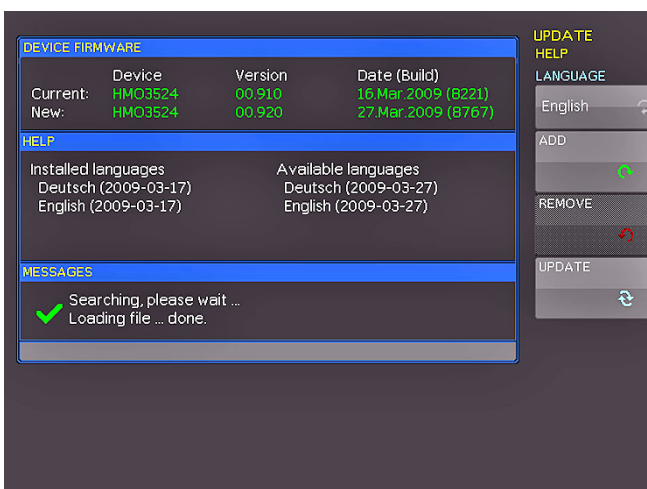 DEVICE FIRMWARE
Device Version Date (Build)
Current: HMO3524 00.910 16.Mar.2009 (8221)
New: HMO3524 00.920 27.Mar.2009 (8767)
HELP
Installed languages Available languages
Deutsch (2009-03-17) Deutsch (2009-03-27)
English (2009-03-17) English (2009-03-27)
MESSAGES
Searching, please wait ...
Loading file ... done.
UPDATE
HELP
LANGUAGE
English
ADD
REMOVE
UPDATE